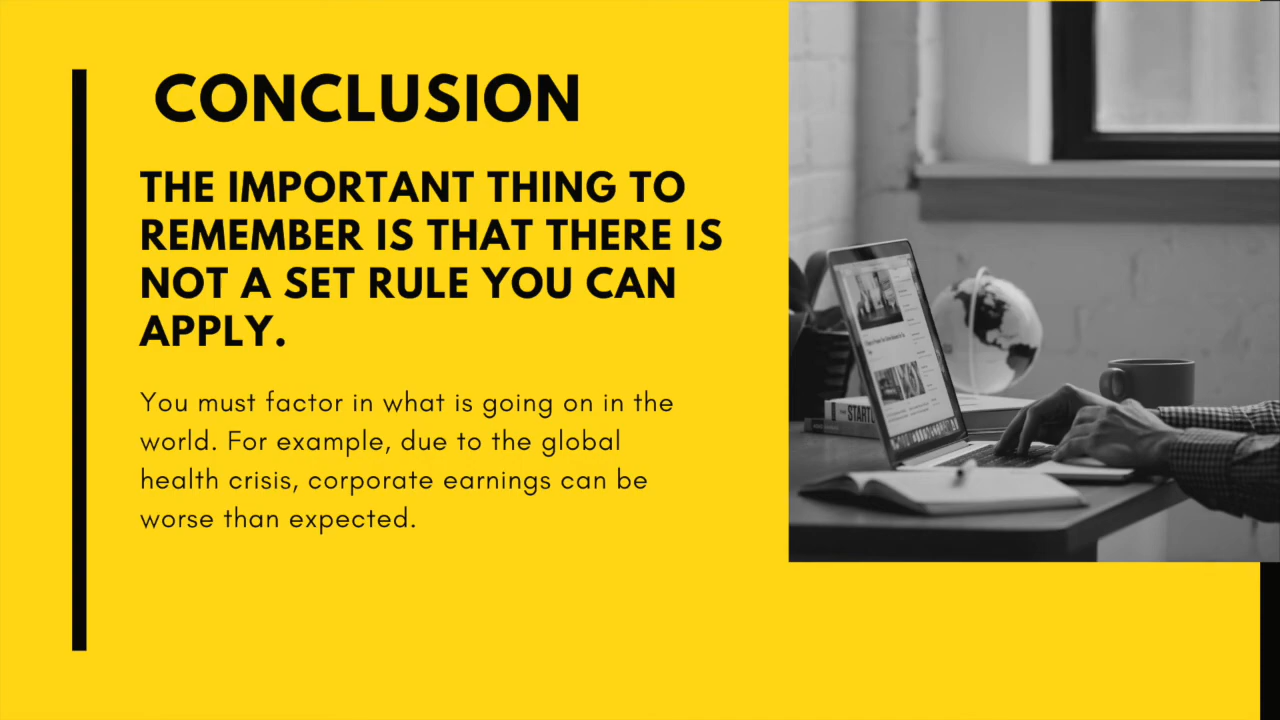 CONCLUSION
THE IMPORTANT THING TO
REMEMBER IS THAT THERE IS
NOT A SET RULE YOU CAN
APPLY.
You must factor in what is going on in the
world. For example, due to the global
health crisis, corporate earnings can be
worse than expected.